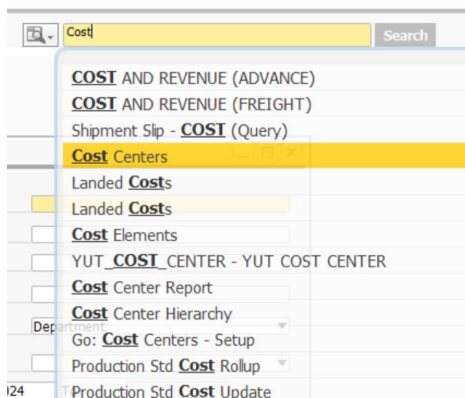 Cost
Search
COST AND REVENUE (ADVANCE)
COST AND REVENUE (FREIGHT)
Shipment Slip - COST (Query)
Cost Centers
Landed Costs
Landed Costs
Cost Elements
YUT_COST_CENTER - YUT COST CENTER
Cost Center Report
Cost Center Hierarchy
Department
Go: Cost Centers - Setup
Production Std Cost Rollup
024
Production Std Cost Update